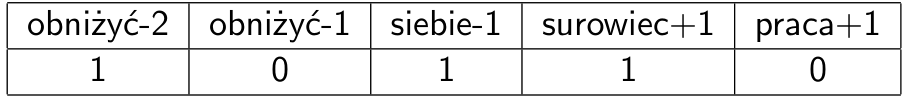 obniżyć-2 obniżyć-1 siebie-1 surowiec+1 praca+1
1 0 1 1 0